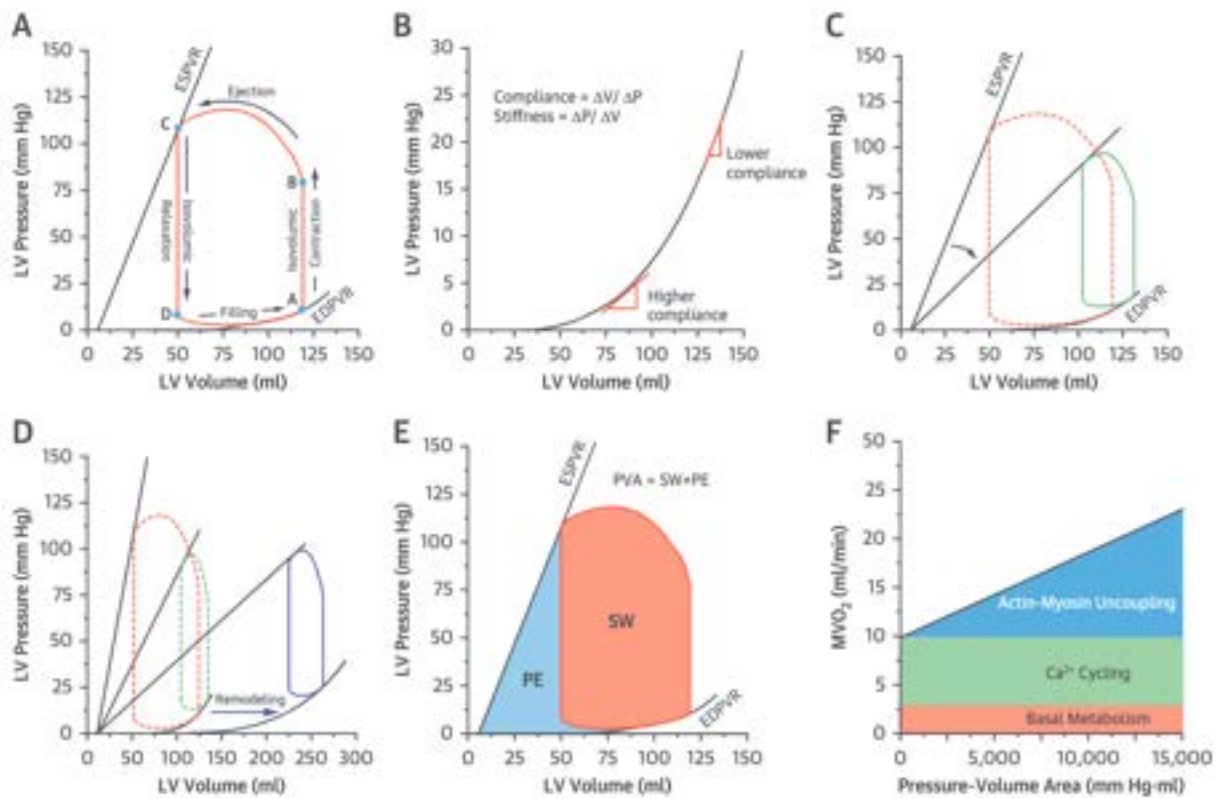 A
150
125
100
75
50
25
0
LV Pressure (mm Hg)
ESPVR
Ejection
C
B
Isovolumic
Relaxation
Isovolumic
Contraction
D
Filling
A
EDPVR
0 25 50 75 100 125 150
LV Volume (ml)
B
30
25
20
15
10
5
0
LV Pressure (mm Hg)
Compliance = ΔV/ ΔP
Stiffness = ΔP/ ΔV
Lower
compliance
Higher
compliance
0 25 50 75 100 125 150
LV Volume (ml)
C
150
125
100
75
50
25
0
LV Pressure (mm Hg)
ESPVR
EDPVR
0 25 50 75 100 125 150
LV Volume (ml)
D
150
125
100
75
50
25
0
LV Pressure (mm Hg)
Remodeling
0 50 100 150 200 250 300
LV Volume (ml)
E
150
125
100
75
50
25
0
LV Pressure (mm Hg)
ESPVR
PVA = SW+PE
SW
PE
EDPVR
0 25 50 75 100 125 150
LV Volume (ml)
F
50
25
20
15
10
5
0
MVO₂ (ml/min)
Actin-Myosin Uncoupling
Ca²⁺ Cycling
Basal Metabolism
0 5,000 10,000 15,000
Pressure-Volume Area (mm Hg·ml)